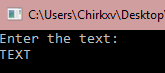 C:\Users\Chirkxv\Desktop\
Enter the text:
TEXT